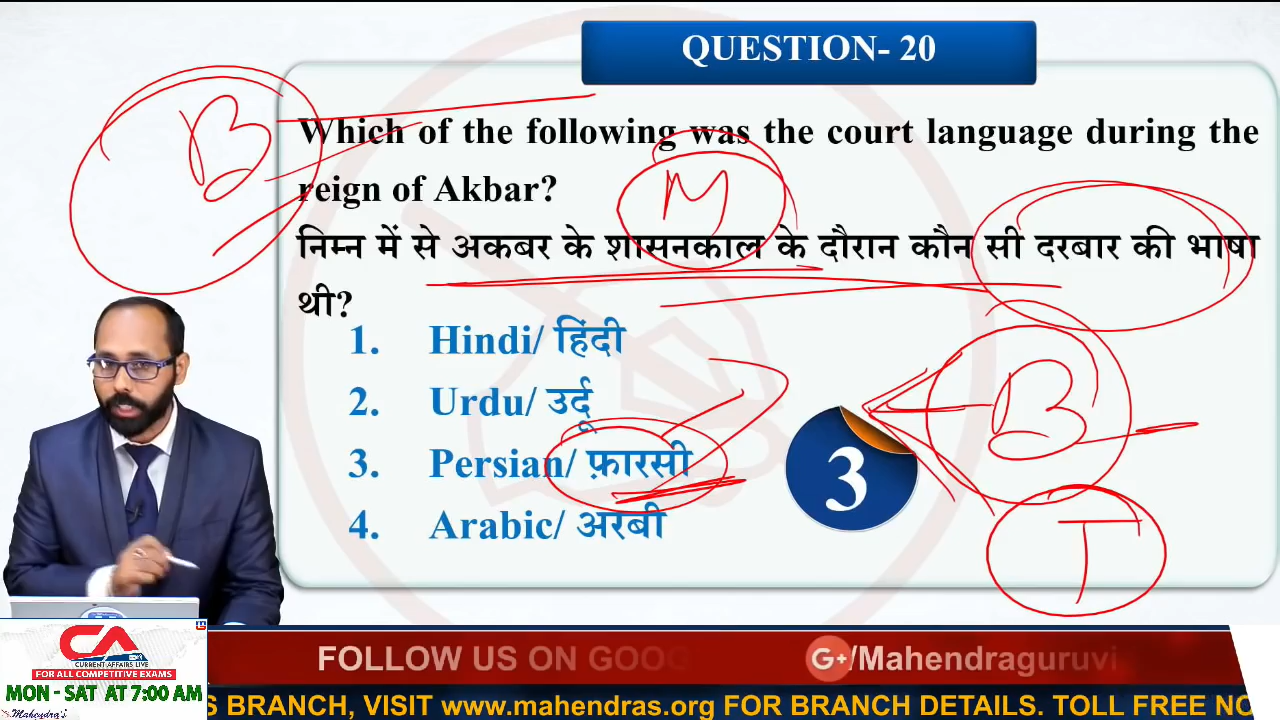 QUESTION- 20
B
Which of the following was the court language during the
reign of Akbar?
M
निम्न में से अकबर के शासनकाल के दौरान कौन सी दरबार की भाषा
थी?
1. Hindi/ हिंदी
2. Urdu/ उर्दू
3. Persian/ फ़ारसी
4. Arabic/ अरबी
3
B
T
CA
CURRENT AFFAIRS LIVE
FOR ALL COMPETITIVE EXAMS
MON - SAT AT 7:00 AM
Mahendra's
FOLLOW US ON GOOG
G+/Mahendraguruvi
S BRANCH, VISIT www.mahendras.org FOR BRANCH DETAILS. TOLL FREE NO